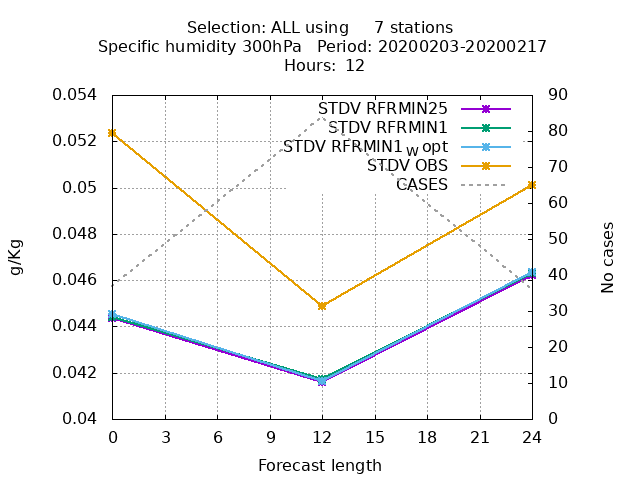 Selection: ALL using     7 stations
Specific humidity 300hPa   Period: 20200203-20200217
Hours:  12
0.054
0.052
0.05
0.048
0.046
0.044
0.042
0.04
g/Kg
STDV RFRMIN25
STDV RFRMIN1
STDV RFRMIN1wopt
STDV OBS
CASES
90
80
70
60
50
40
30
20
10
0
No cases
0 3 6 9 12 15 18 21 24
Forecast length